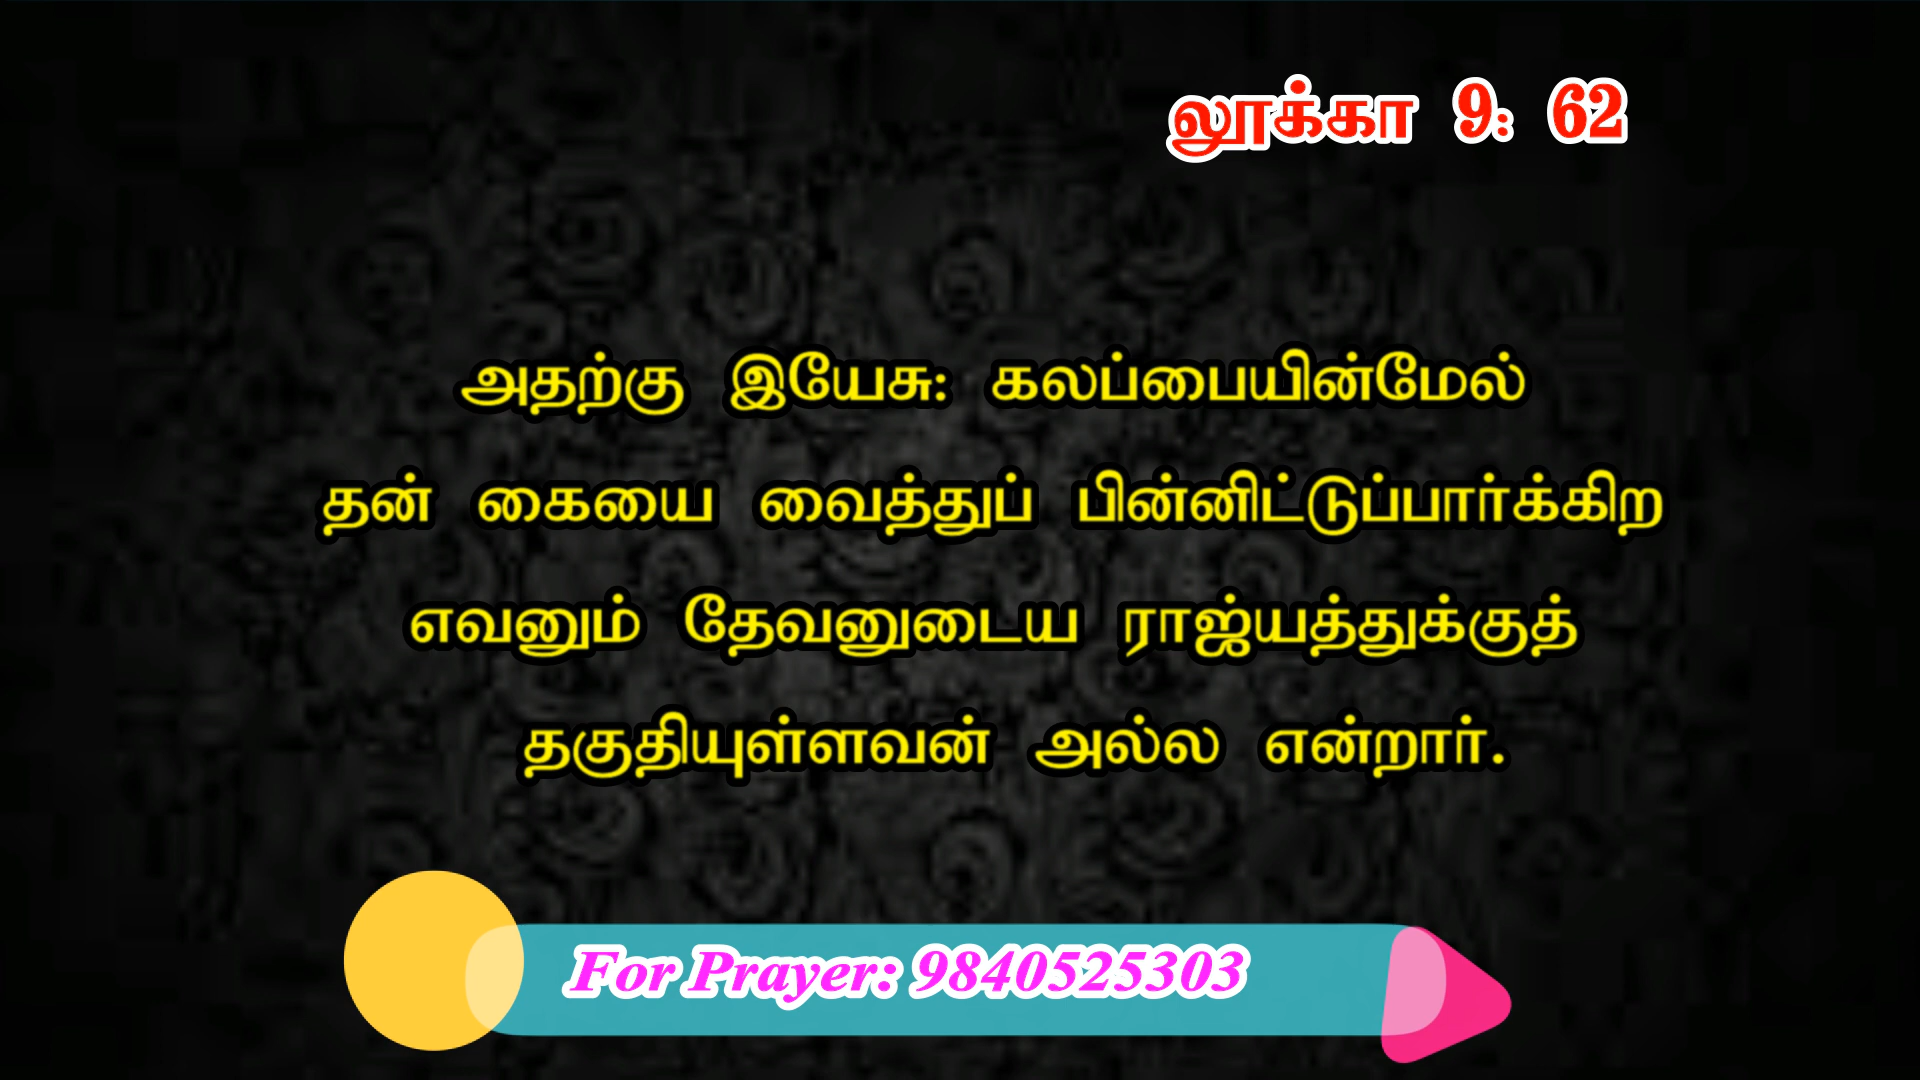 லூக்கா 9: 62
அதற்கு இயேசு: கலப்பையின்மேல்
தன் கையை வைத்துப் பின்னிட்டுப்பார்க்கிற
எவனும் தேவனுடைய ராஜ்யத்துக்குத்
தகுதியுள்ளவன் அல்ல என்றார்.
For Prayer: 9840525303